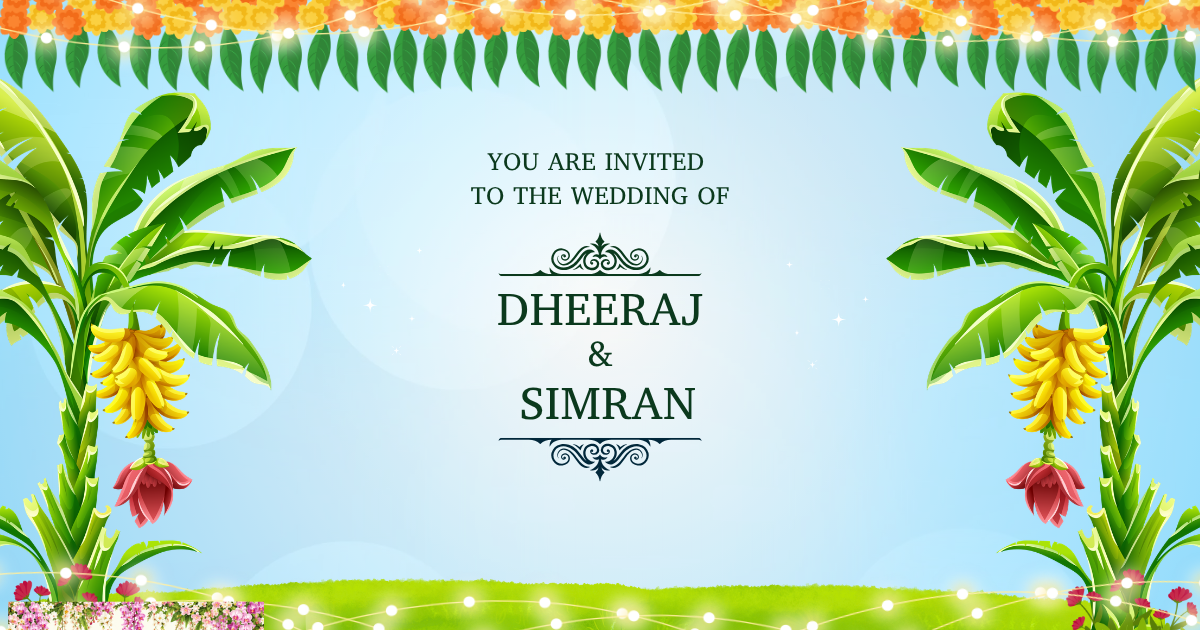 YOU ARE INVITED
TO THE WEDDING OF
DHEERAJ
&
SIMRAN